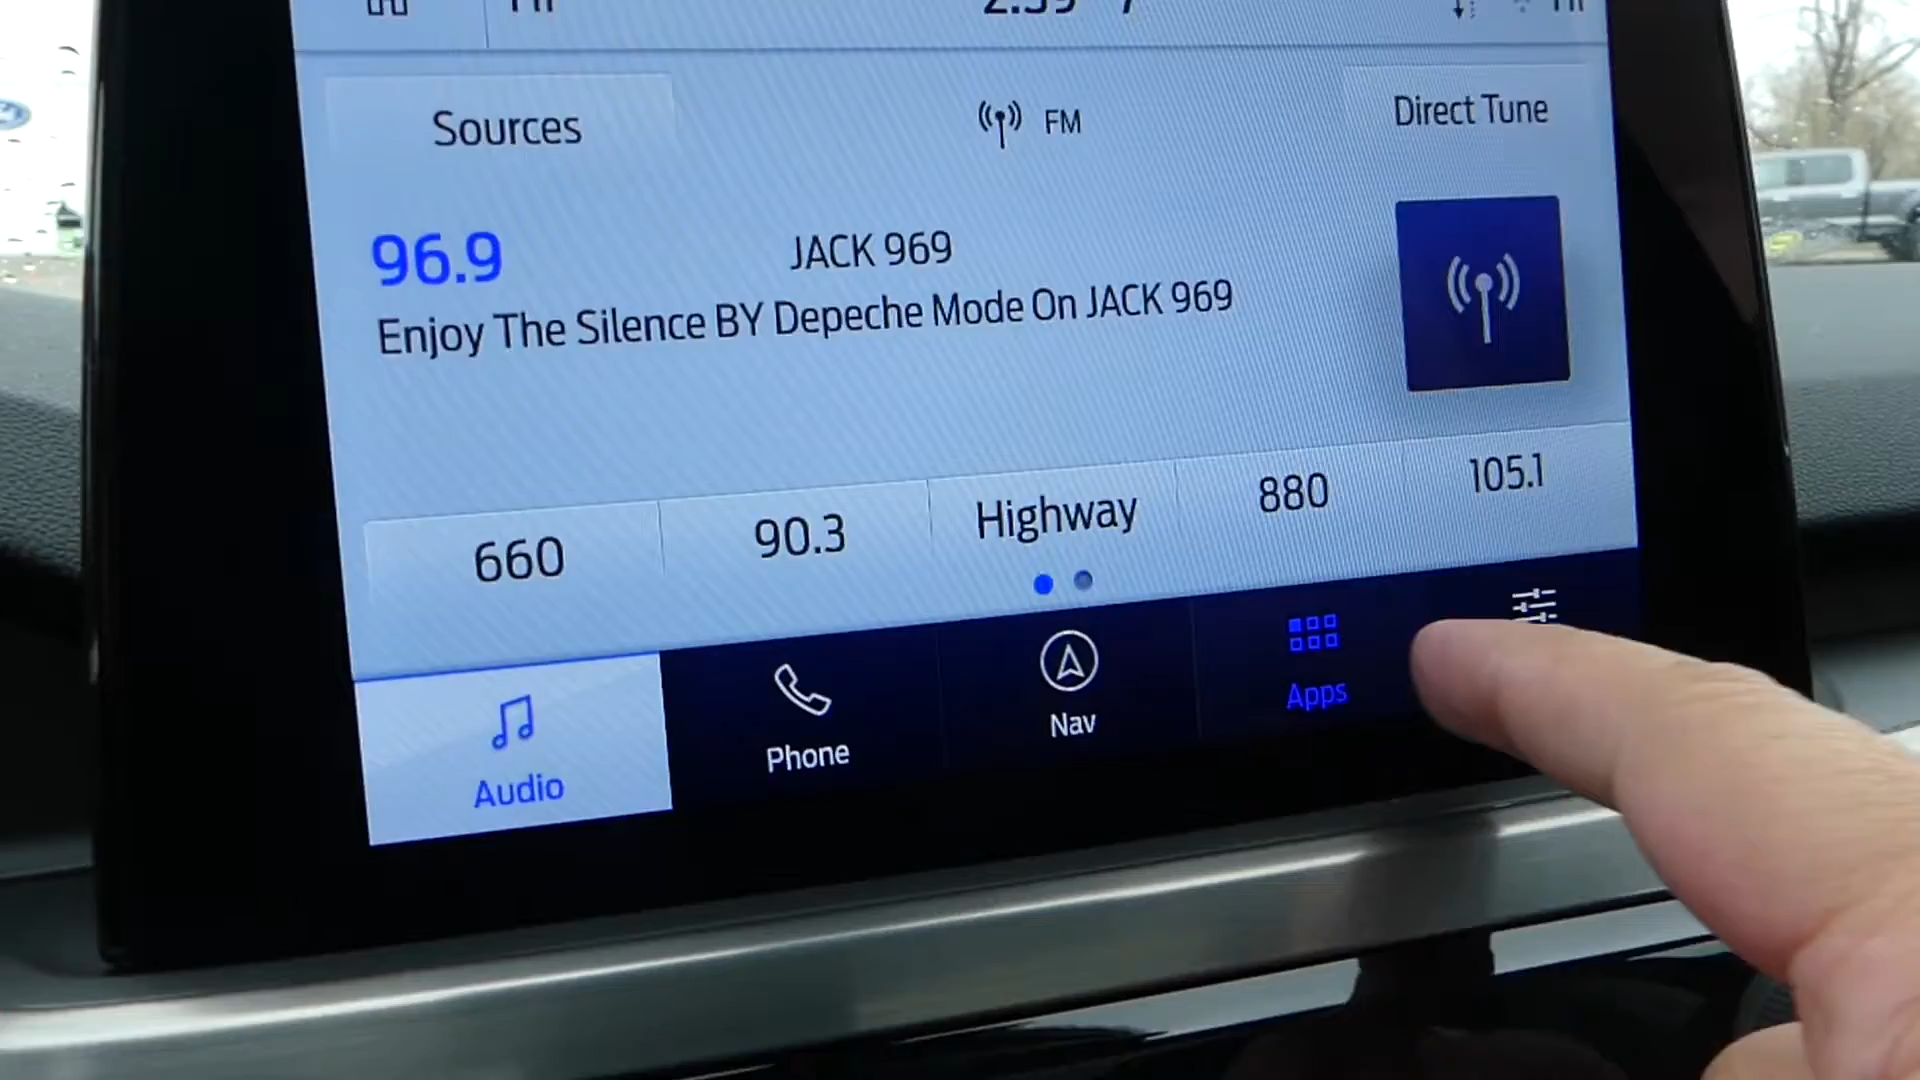 Sources
FM
Direct Tune
96.9
JACK 969
Enjoy The Silence BY Depeche Mode On JACK 969
660
90.3
Highway
880
105.1
Audio
Phone
Nav
Apps